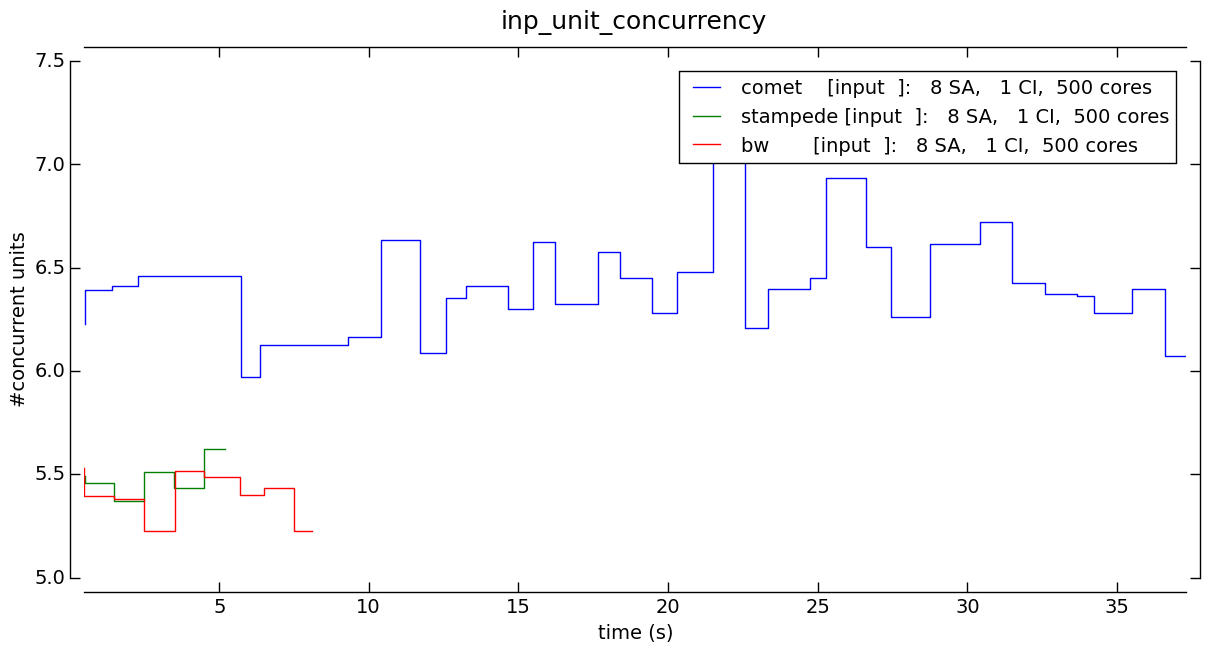 inp_unit_concurrency
7.5
7.0
6.5
6.0
5.5
5.0
#concurrent units
comet [input ]: 8 SA, 1 CI, 500 cores
stampede [input ]: 8 SA, 1 CI, 500 cores
bw [input ]: 8 SA, 1 CI, 500 cores
5 10 15 20 25 30 35
time (s)